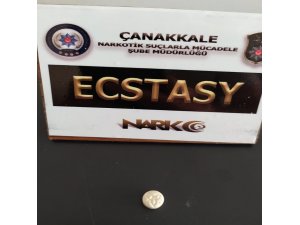 ÇANAKKALE
NARKOTİK SUÇLARLA MÜCADELE
ŞUBE MÜDÜRLÜĞÜ
ECSTASY
NARKO